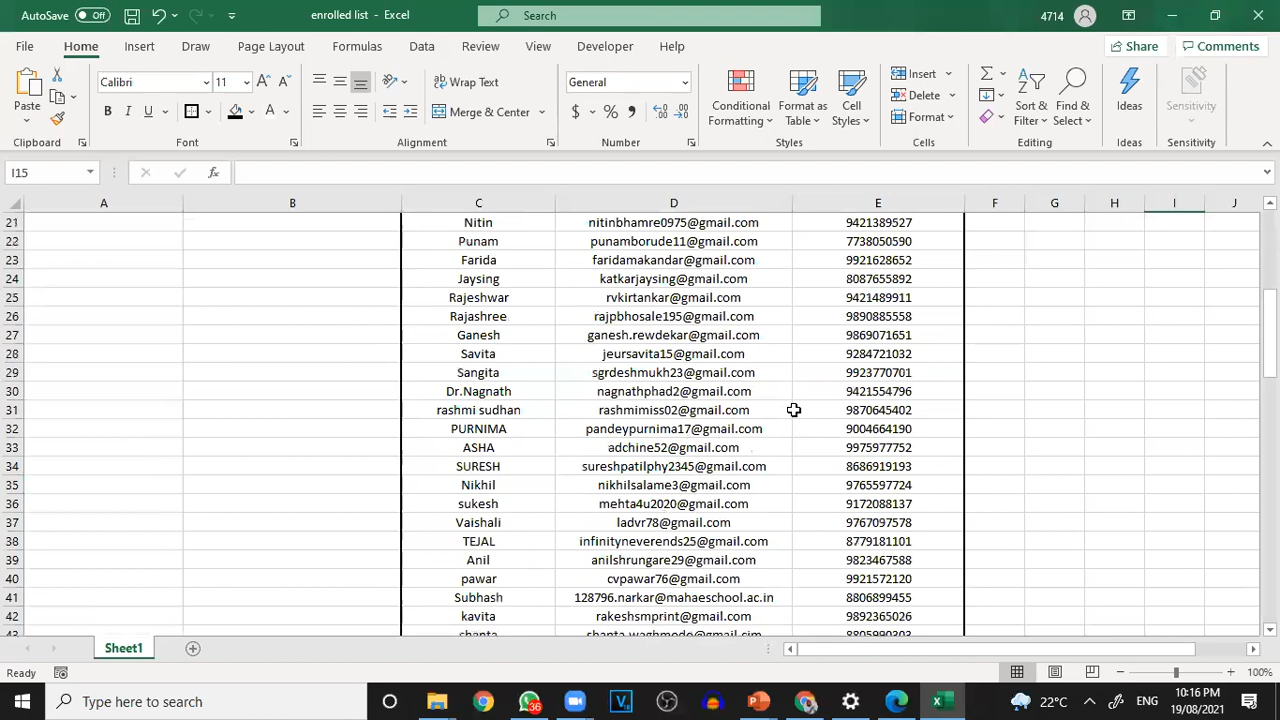 AutoSave Off enrolled list - Excel Search 4714
File Home Insert Draw Page Layout Formulas Data Review View Developer Help Share Comments
Paste Calibri 11 Wrap Text General Conditional Formatting Format as Table Cell Styles Insert Sort & Filter Find & Select Ideas Sensitivity
B I U Merge & Center $ % Delete
Format
Clipboard Font Alignment Number Styles Cells Editing Ideas Sensitivity
I15 fx
A B C D E F G H I J
21 Nitin nitinbhamre0975@gmail.com 9421389527
22 Punam punamborude11@gmail.com 7738050590
23 Farida faridamakandar@gmail.com 9921628652
24 Jaysing katkarjaysing@gmail.com 8087655892
25 Rajeshwar rvkirtankar@gmail.com 9421489911
26 Rajashree rajpbhosale195@gmail.com 9890885558
27 Ganesh ganesh.rewdekar@gmail.com 9869071651
28 Savita jeursavita15@gmail.com 9284721032
29 Sangita sgrdeshmukh23@gmail.com 9923770701
30 Dr.Nagnath nagnathphad2@gmail.com 9421554796
31 rashmi sudhan rashmimiss02@gmail.com 9870645402
32 PURNIMA pandeypurnima17@gmail.com 9004664190
33 ASHA adchine52@gmail.com 9975977752
34 SURESH sureshpatilphy2345@gmail.com 8686919193
35 Nikhil nikhilsalame3@gmail.com 9765597724
36 sukesh mehta4u2020@gmail.com 9172088137
37 Vaishali ladvr78@gmail.com 9767097578
38 TEJAL infinityneverends25@gmail.com 8779181101
39 Anil anilshrungare29@gmail.com 9823467588
40 pawar cvpawar76@gmail.com 9921572120
41 Subhash 128796.narkar@mahaeschool.ac.in 8806899455
42 kavita rakeshsmprint@gmail.com 9892365026
Sheet1
Ready 100%
Type here to search 36 22°C ENG 10:16 PM
19/08/2021